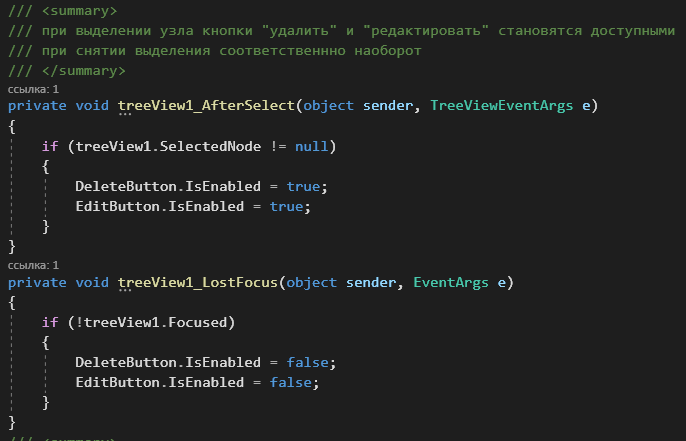 /// <summary>
/// при выделении узла кнопки "удалить" и "редактировать" становятся доступными
/// при снятии выделения соответственнно наоборот
/// </summary>
ссылка: 1
private void treeView1_AfterSelect(object sender, TreeViewEventArgs e)
{
if (treeView1.SelectedNode != null)
{
DeleteButton.IsEnabled = true;
EditButton.IsEnabled = true;
}
}
ссылка: 1
private void treeView1_LostFocus(object sender, EventArgs e)
{
if (!treeView1.Focused)
{
DeleteButton.IsEnabled = false;
EditButton.IsEnabled = false;
}
}
/// <summary>